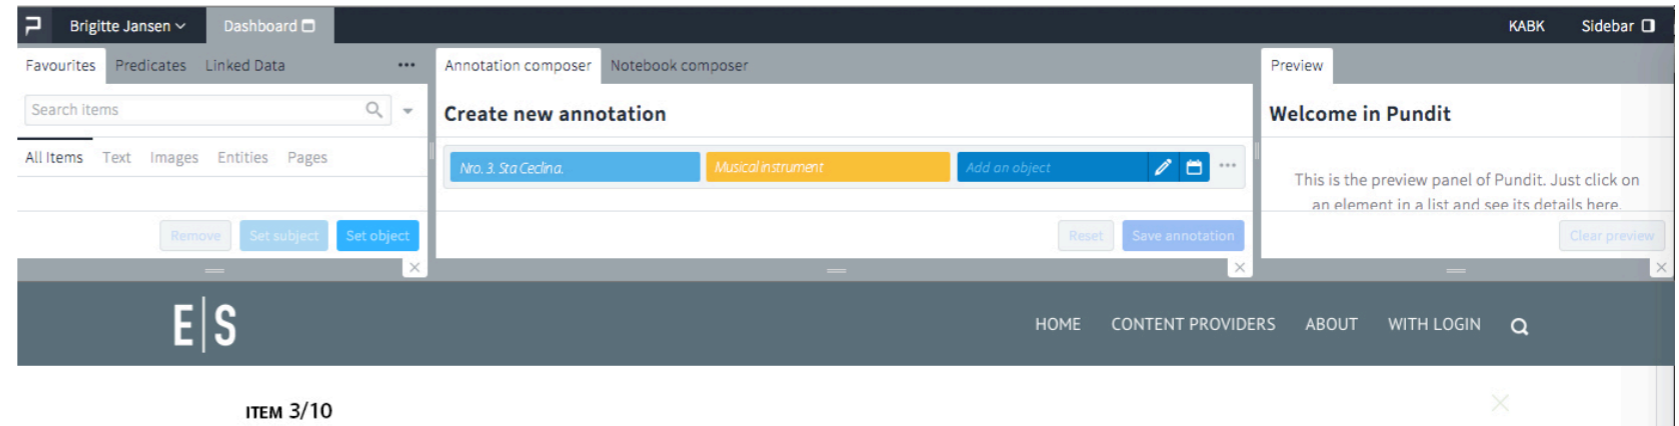 Brigitte Jansen Dashboard KABK Sidebar
Favourites Predicates Linked Data ••• Annotation composer Notebook composer Preview
Search items
Create new annotation
Welcome in Pundit
All Items Text Images Entities Pages
Nro. 3. Sta Ceclina. Musical instrument Add an object •••
This is the preview panel of Pundit. Just click on
an element in a list and see its details here.
Remove Set subject Set object Reset Save annotation Clear preview
E|S
HOME CONTENT PROVIDERS ABOUT WITH LOGIN
ITEM 3/10